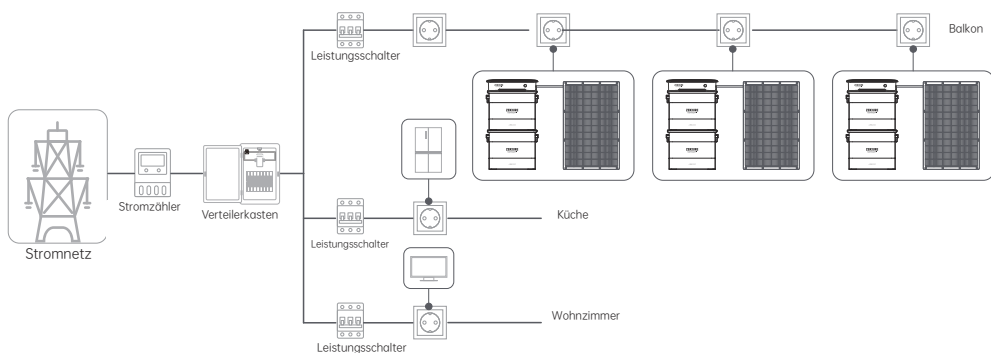 Balkon
Leistungsschalter
Stromzähler
Verteilerkasten
Küche
Leistungsschalter
Stromnetz
Wohnzimmer
Leistungsschalter